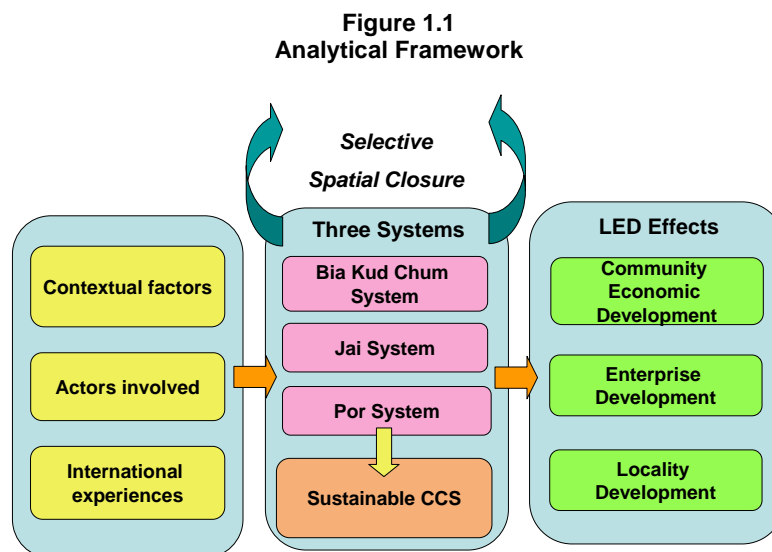 Figure 1.1
Analytical Framework
Selective
Spatial Closure
Contextual factors
Actors involved
International
experiences
Three Systems
Bia Kud Chum
System
Jai System
Por System
Sustainable CCS
LED Effects
Community
Economic
Development
Enterprise
Development
Locality
Development